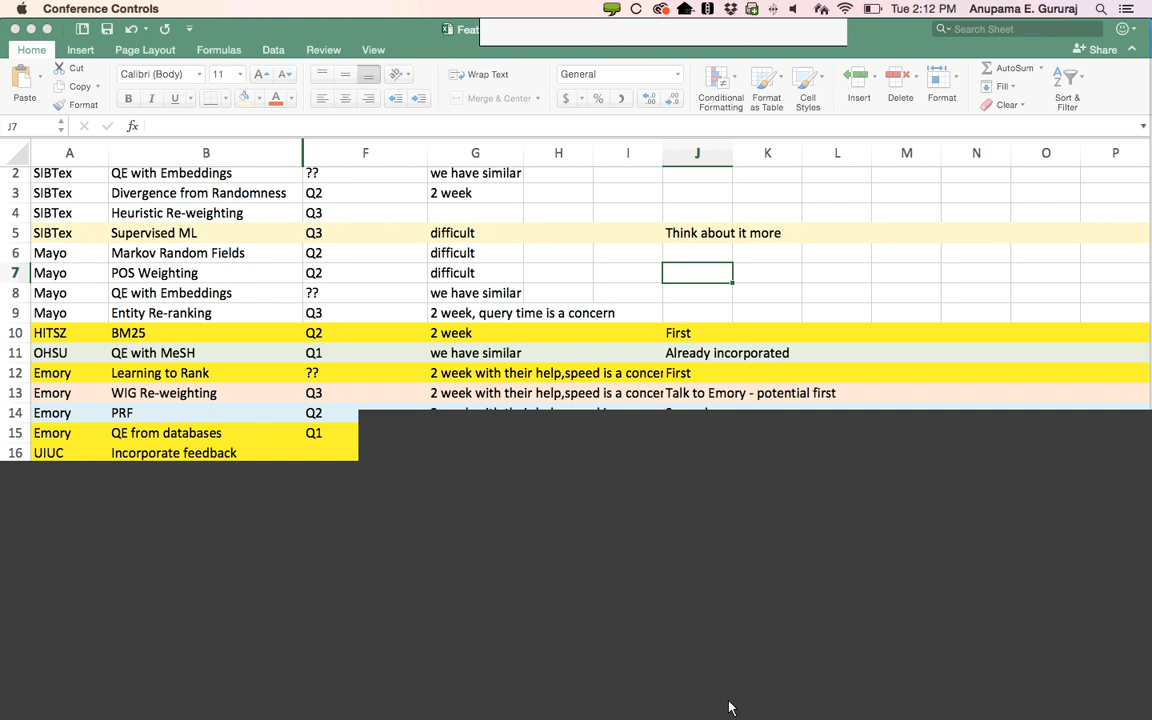 Conference Controls Tue 2:12 PM Anupama E. Gururaj
Feat Search Sheet
Home Insert Page Layout Formulas Data Review View Share
Paste Cut Copy Format Calibri (Body) 11 A A Wrap Text General Conditional Formatting Format as Table Cell Styles Insert Delete Format AutoSum Fill Clear Sort & Filter
B I U A Merge & Center $ %
J7 fx
A B F G H I J K L M N O P
2 SIBTex QE with Embeddings ?? we have similar
3 SIBTex Divergence from Randomness Q2 2 week
4 SIBTex Heuristic Re-weighting Q3
5 SIBTex Supervised ML Q3 difficult Think about it more
6 Mayo Markov Random Fields Q2 difficult
7 Mayo POS Weighting Q2 difficult
8 Mayo QE with Embeddings ?? we have similar
9 Mayo Entity Re-ranking Q3 2 week, query time is a concern
10 HITSZ BM25 Q2 2 week First
11 OHSU QE with MeSH Q1 we have similar Already incorporated
12 Emory Learning to Rank ?? 2 week with their help,speed is a concer First
13 Emory WIG Re-weighting Q3 2 week with their help,speed is a concer Talk to Emory - potential first
14 Emory PRF Q2
15 Emory QE from databases Q1
16 UIUC Incorporate feedback